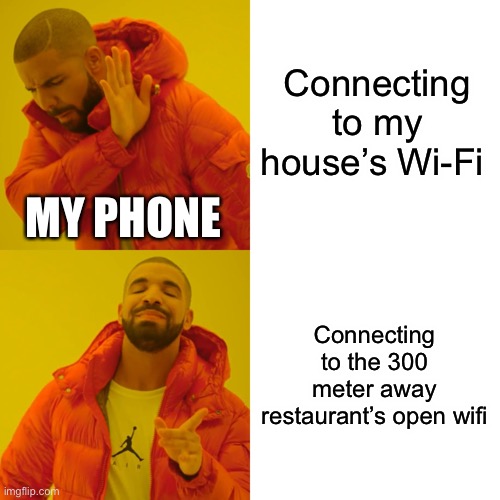 Connecting
to my
house’s Wi-Fi
MY PHONE
Connecting
to the 300
meter away
restaurant’s open wifi
imgflip.com